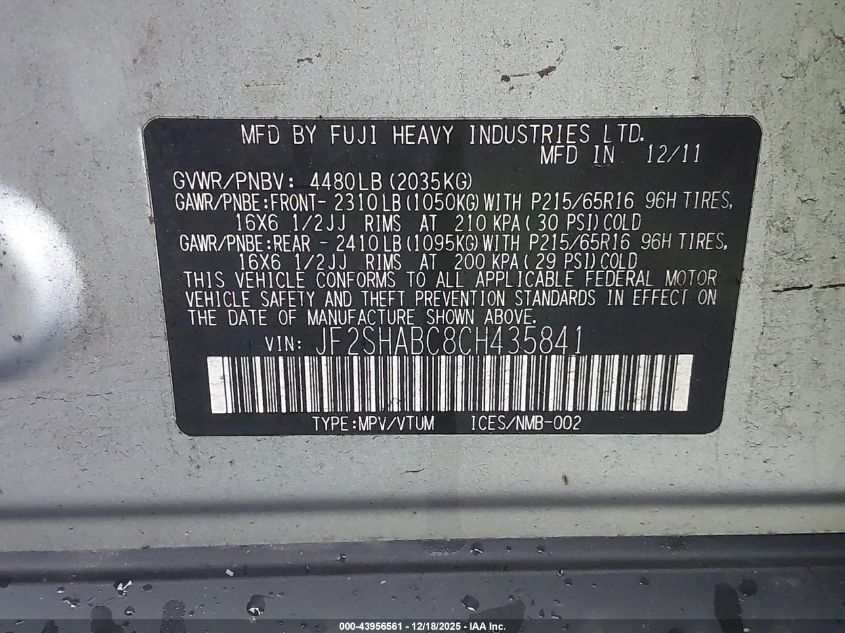 MFD BY FUJI HEAVY INDUSTRIES LTD.
MFD IN 12/11
GVWR/PNBV: 4480LB(2035KG)
GAWR/PNBE:FRONT- 2310LB(1050KG)WITH P215/65R16 96H TIRES,
16X6 1/2JJ RIMS AT 210KPA(30 PSI)COLD
GAWR/PNBE:REAR - 2410LB(1095KG)WITH P215/65R16 96H TIRES,
16X6 1/2JJ RIMS AT 200KPA(29 PSI)COLD
THIS VEHICLE CONFORMS TO ALL APPLICABLE FEDERAL MOTOR
VEHICLE SAFETY AND THEFT PREVENTION STANDARDS IN EFFECT ON
THE DATE OF MANUFACTURE SHOWN ABOVE.
VIN: JF2SHABC8CH435841
TYPE:MPV/VTUM ICES/NMB-002
000-43956561 - 12/18/2025 - IAA Inc.